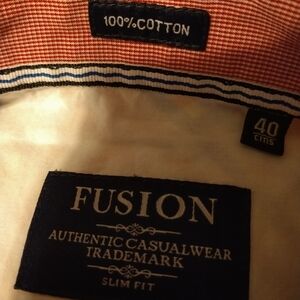 100%COTTON
40
CMS
FUSION
AUTHENTIC CASUALWEAR
TRADEMARK
SLIM FIT